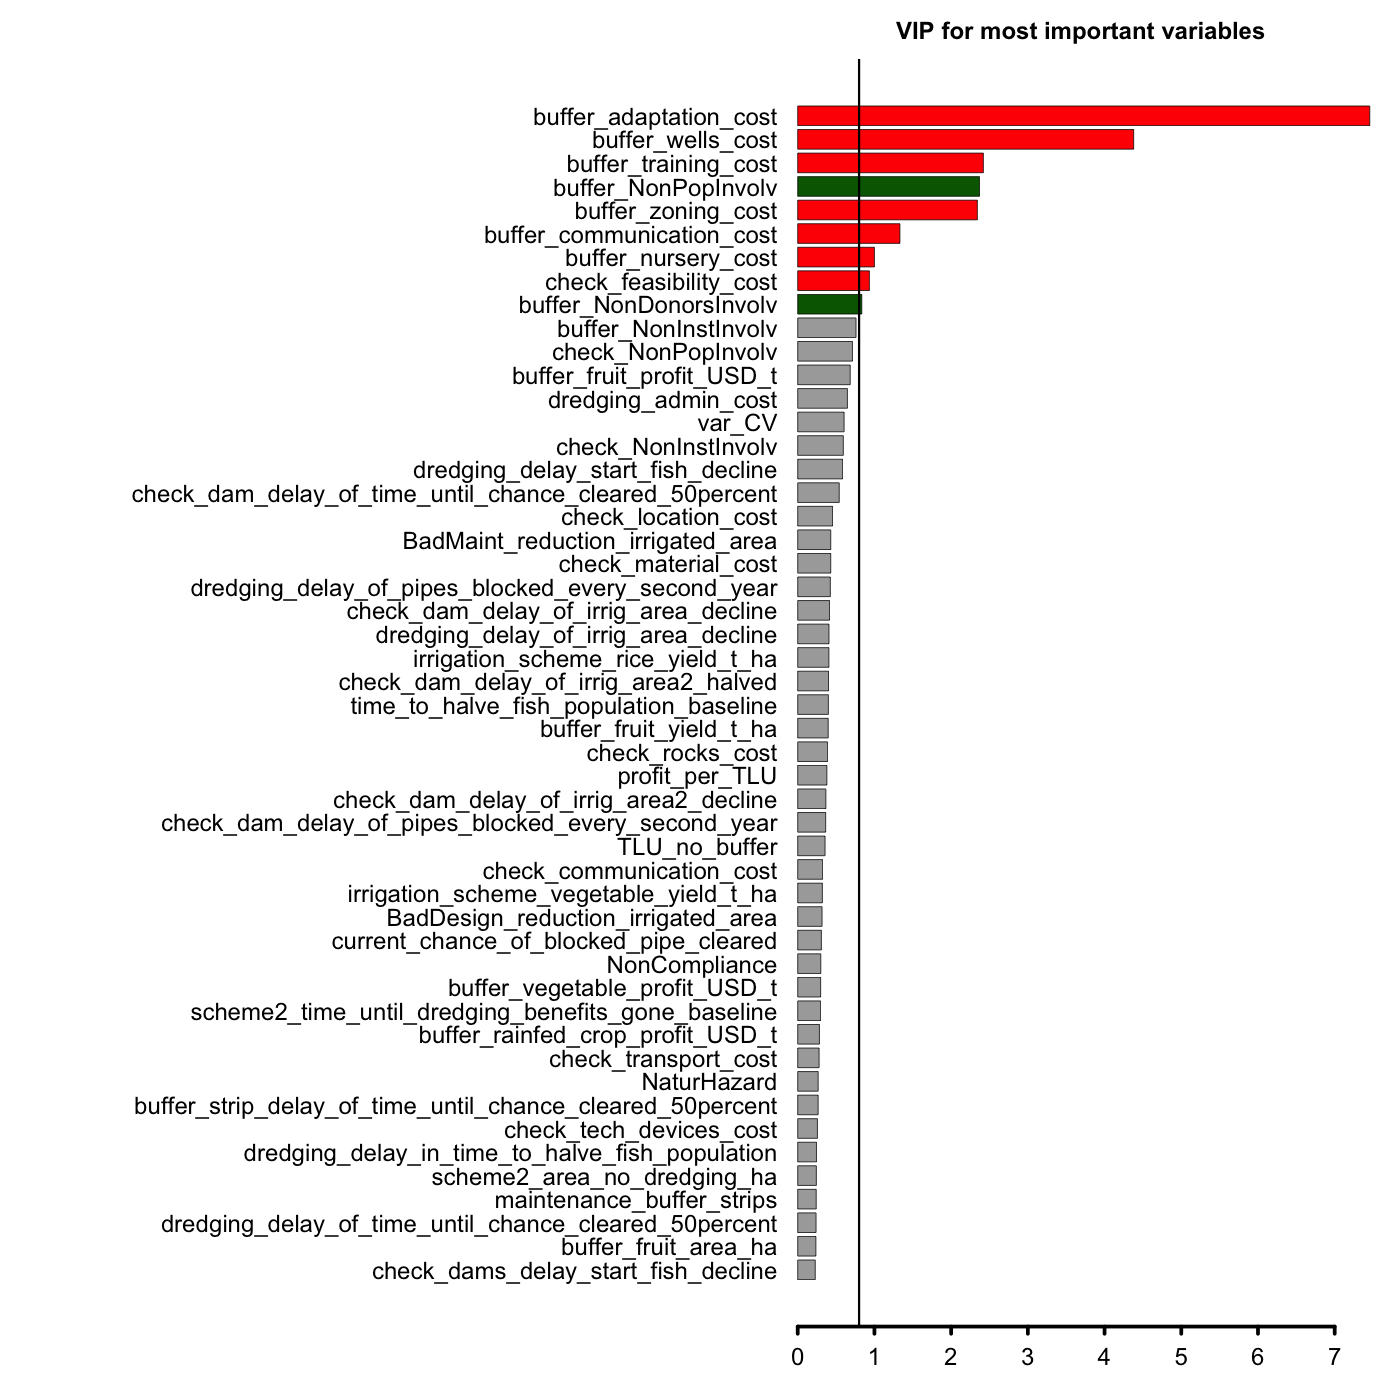 VIP for most important variables
buffer_adaptation_cost
buffer_wells_cost
buffer_training_cost
buffer_NonPopInvolv
buffer_zoning_cost
buffer_communication_cost
buffer_nursery_cost
check_feasibility_cost
buffer_NonDonorsInvolv
buffer_NonInstInvolv
check_NonPopInvolv
buffer_fruit_profit_USD_t
dredging_admin_cost
var_CV
check_NonInstInvolv
dredging_delay_start_fish_decline
check_dam_delay_of_time_until_chance_cleared_50percent
check_location_cost
BadMaint_reduction_irrigated_area
check_material_cost
dredging_delay_of_pipes_blocked_every_second_year
check_dam_delay_of_irrig_area_decline
dredging_delay_of_irrig_area_decline
irrigation_scheme_rice_yield_t_ha
check_dam_delay_of_irrig_area2_halved
time_to_halve_fish_population_baseline
buffer_fruit_yield_t_ha
check_rocks_cost
profit_per_TLU
check_dam_delay_of_irrig_area2_decline
check_dam_delay_of_pipes_blocked_every_second_year
TLU_no_buffer
check_communication_cost
irrigation_scheme_vegetable_yield_t_ha
BadDesign_reduction_irrigated_area
current_chance_of_blocked_pipe_cleared
NonCompliance
buffer_vegetable_profit_USD_t
scheme2_time_until_dredging_benefits_gone_baseline
buffer_rainfed_crop_profit_USD_t
check_transport_cost
NaturHazard
buffer_strip_delay_of_time_until_chance_cleared_50percent
check_tech_devices_cost
dredging_delay_in_time_to_halve_fish_population
scheme2_area_no_dredging_ha
maintenance_buffer_strips
dredging_delay_of_time_until_chance_cleared_50percent
buffer_fruit_area_ha
check_dams_delay_start_fish_decline
0 1 2 3 4 5 6 7